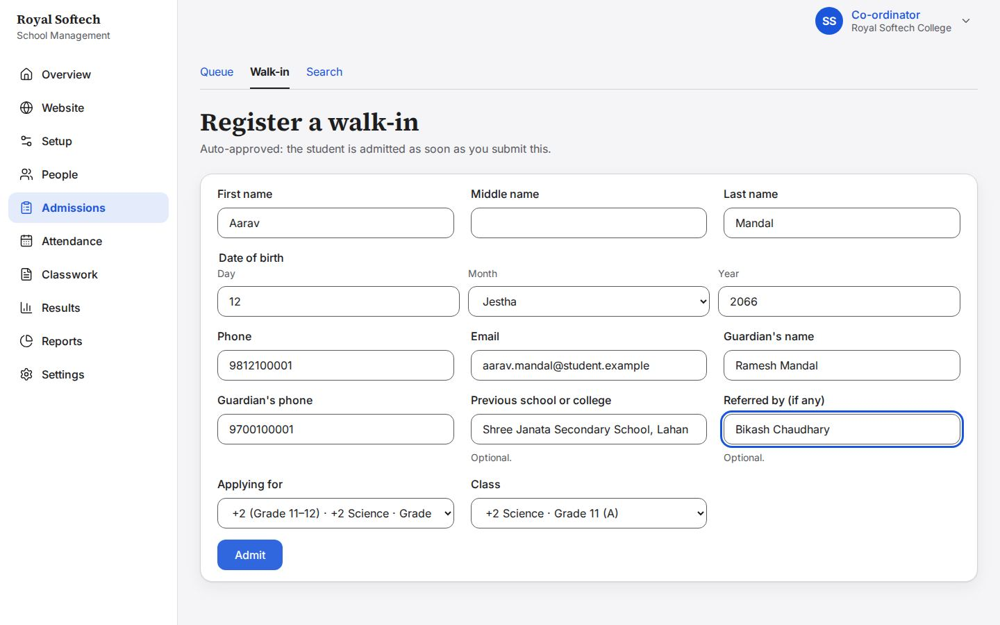 Royal Softech
School Management
Overview
Website
Setup
People
Admissions
Attendance
Classwork
Results
Reports
Settings
SS
Co-ordinator
Royal Softech College
Queue
Walk-in
Search
Register a walk-in
Auto-approved: the student is admitted as soon as you submit this.
First name
Middle name
Last name
Aarav
Mandal
Date of birth
Day
Month
Year
12
Jestha
2066
Phone
Email
Guardian's name
9812100001
aarav.mandal@student.example
Ramesh Mandal
Guardian's phone
Previous school or college
Referred by (if any)
9700100001
Shree Janata Secondary School, Lahan
Bikash Chaudhary
Optional.
Optional.
Applying for
Class
+2 (Grade 11–12) · +2 Science · Grade
+2 Science · Grade 11 (A)
Admit